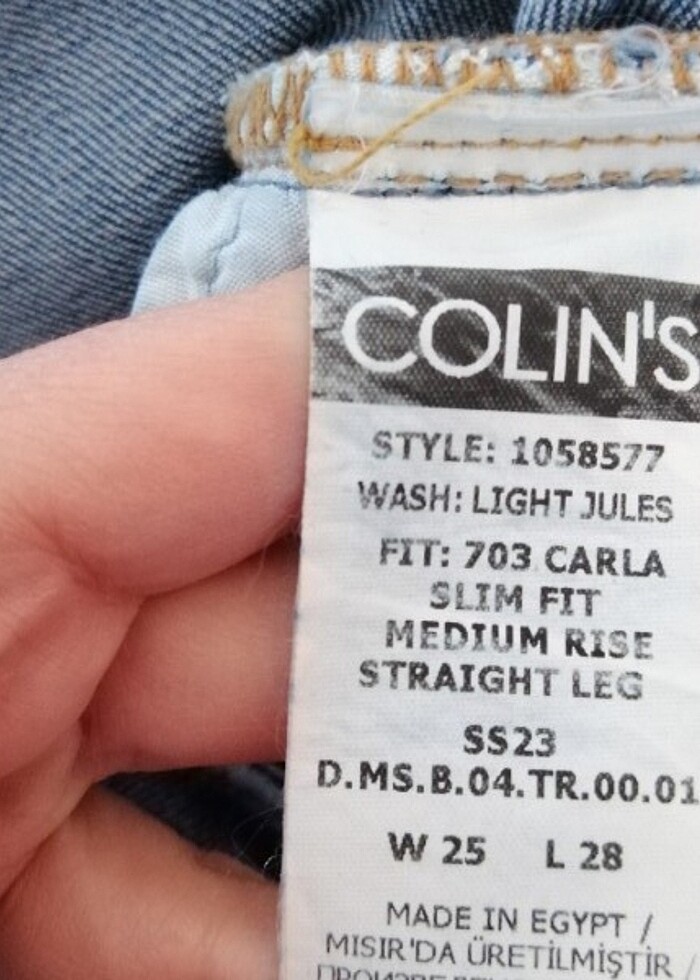 COLIN'S
STYLE: 1058577
WASH: LIGHT JULES
FIT: 703 CARLA
SLIM FIT
MEDIUM RISE
STRAIGHT LEG
SS23
D.MS.B.04.TR.00.01
W 25 L 28
MADE IN EGYPT /
MISIR'DA ÜRETİLMİŞTİR /